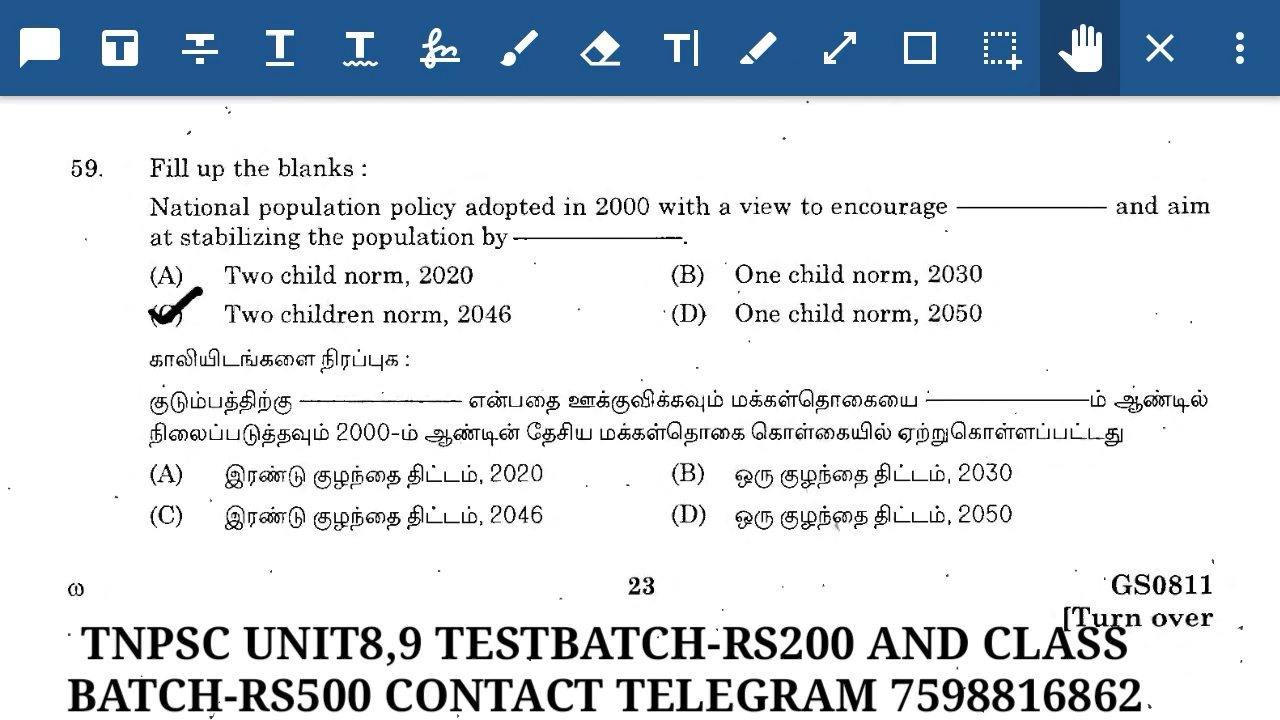 59. Fill up the blanks :
National population policy adopted in 2000 with a view to encourage ———— and aim
at stabilizing the population by ————.
(A) Two child norm, 2020 (B) One child norm, 2030
(C) Two children norm, 2046 (D) One child norm, 2050
காலியிடங்களை நிரப்புக :
குடும்பத்திற்கு ———— என்பதை ஊக்குவிக்கவும் மக்கள்தொகையை ————ம் ஆண்டில்
நிலைப்படுத்தவும் 2000-ம் ஆண்டின் தேசிய மக்கள்தொகை கொள்கையில் ஏற்றுகொள்ளப்பட்டது
(A) இரண்டு குழந்தை திட்டம், 2020 (B) ஒரு குழந்தை திட்டம், 2030
(C) இரண்டு குழந்தை திட்டம், 2046 (D) ஒரு குழந்தை திட்டம், 2050
ω 23 GS0811
[Turn over
TNPSC UNIT8,9 TESTBATCH-RS200 AND CLASS
BATCH-RS500 CONTACT TELEGRAM 7598816862